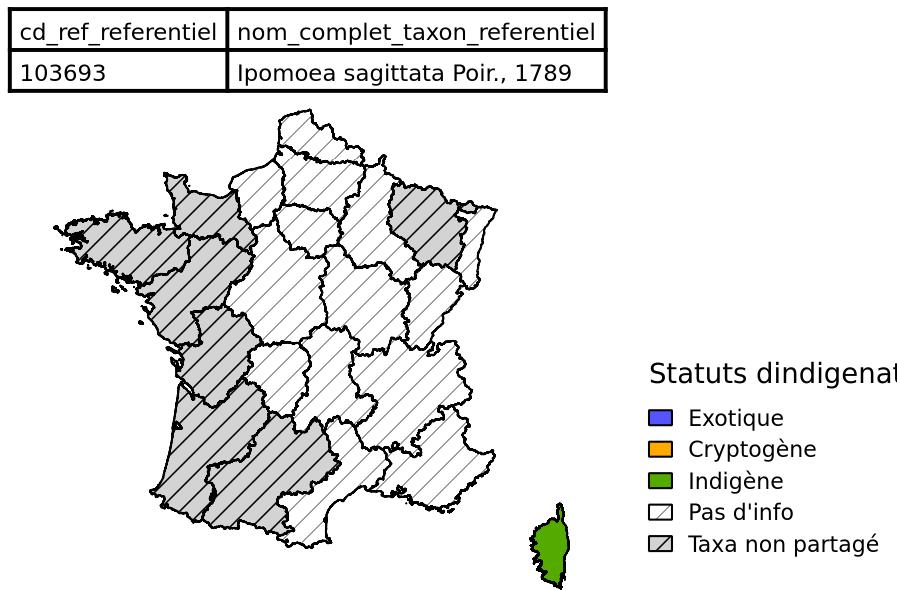 cd_ref_referentiel nom_complet_taxon_referentiel
103693 Ipomoea sagittata Poir., 1789
Statuts dindigenat
Exotique
Cryptogène
Indigène
Pas d'info
Taxa non partagé